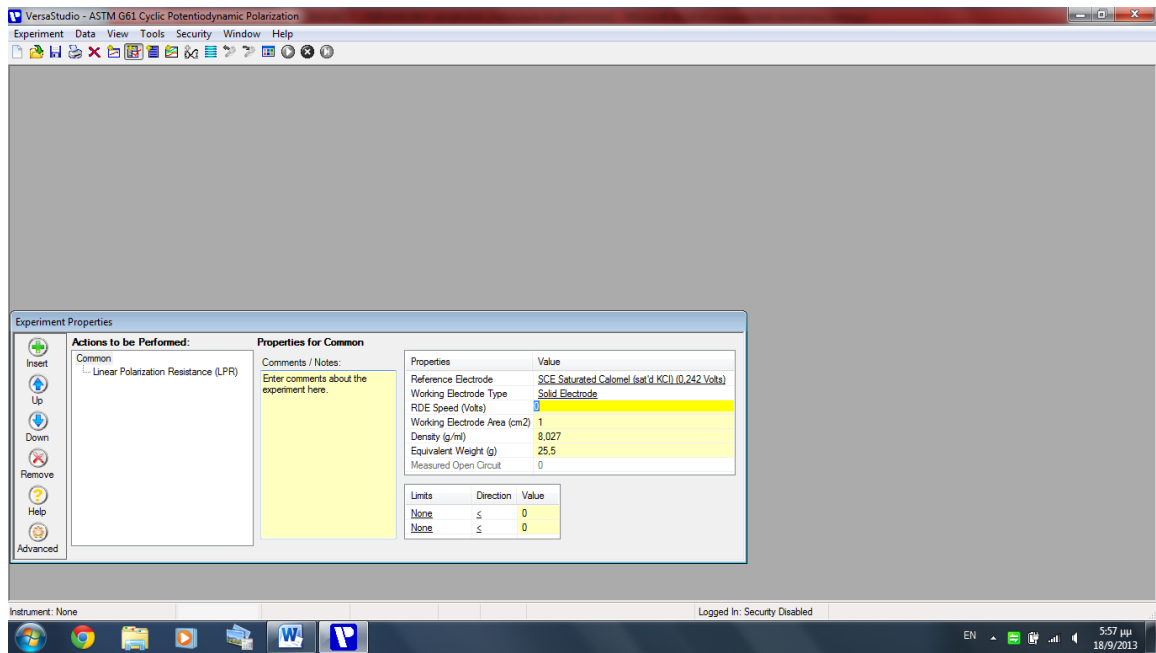 VersaStudio - ASTM G61 Cyclic Potentiodynamic Polarization
Experiment Data View Tools Security Window Help
Experiment Properties
Insert
Up
Down
Remove
Help
Advanced
Actions to be Performed:
Common
Linear Polarization Resistance (LPR)
Properties for Common
Comments / Notes:
Enter comments about the
experiment here.
Properties Value
Reference Electrode SCE Saturated Calomel (sat'd KCl) (0,242 Volts)
Working Electrode Type Solid Electrode
RDE Speed (Volts) 0
Working Electrode Area (cm2) 1
Density (g/ml) 8,027
Equivalent Weight (g) 25,5
Measured Open Circuit 0
Limits Direction Value
None ≤ 0
None ≤ 0
Instrument: None Logged In: Security Disabled
EN
5:57 μμ
18/9/2013